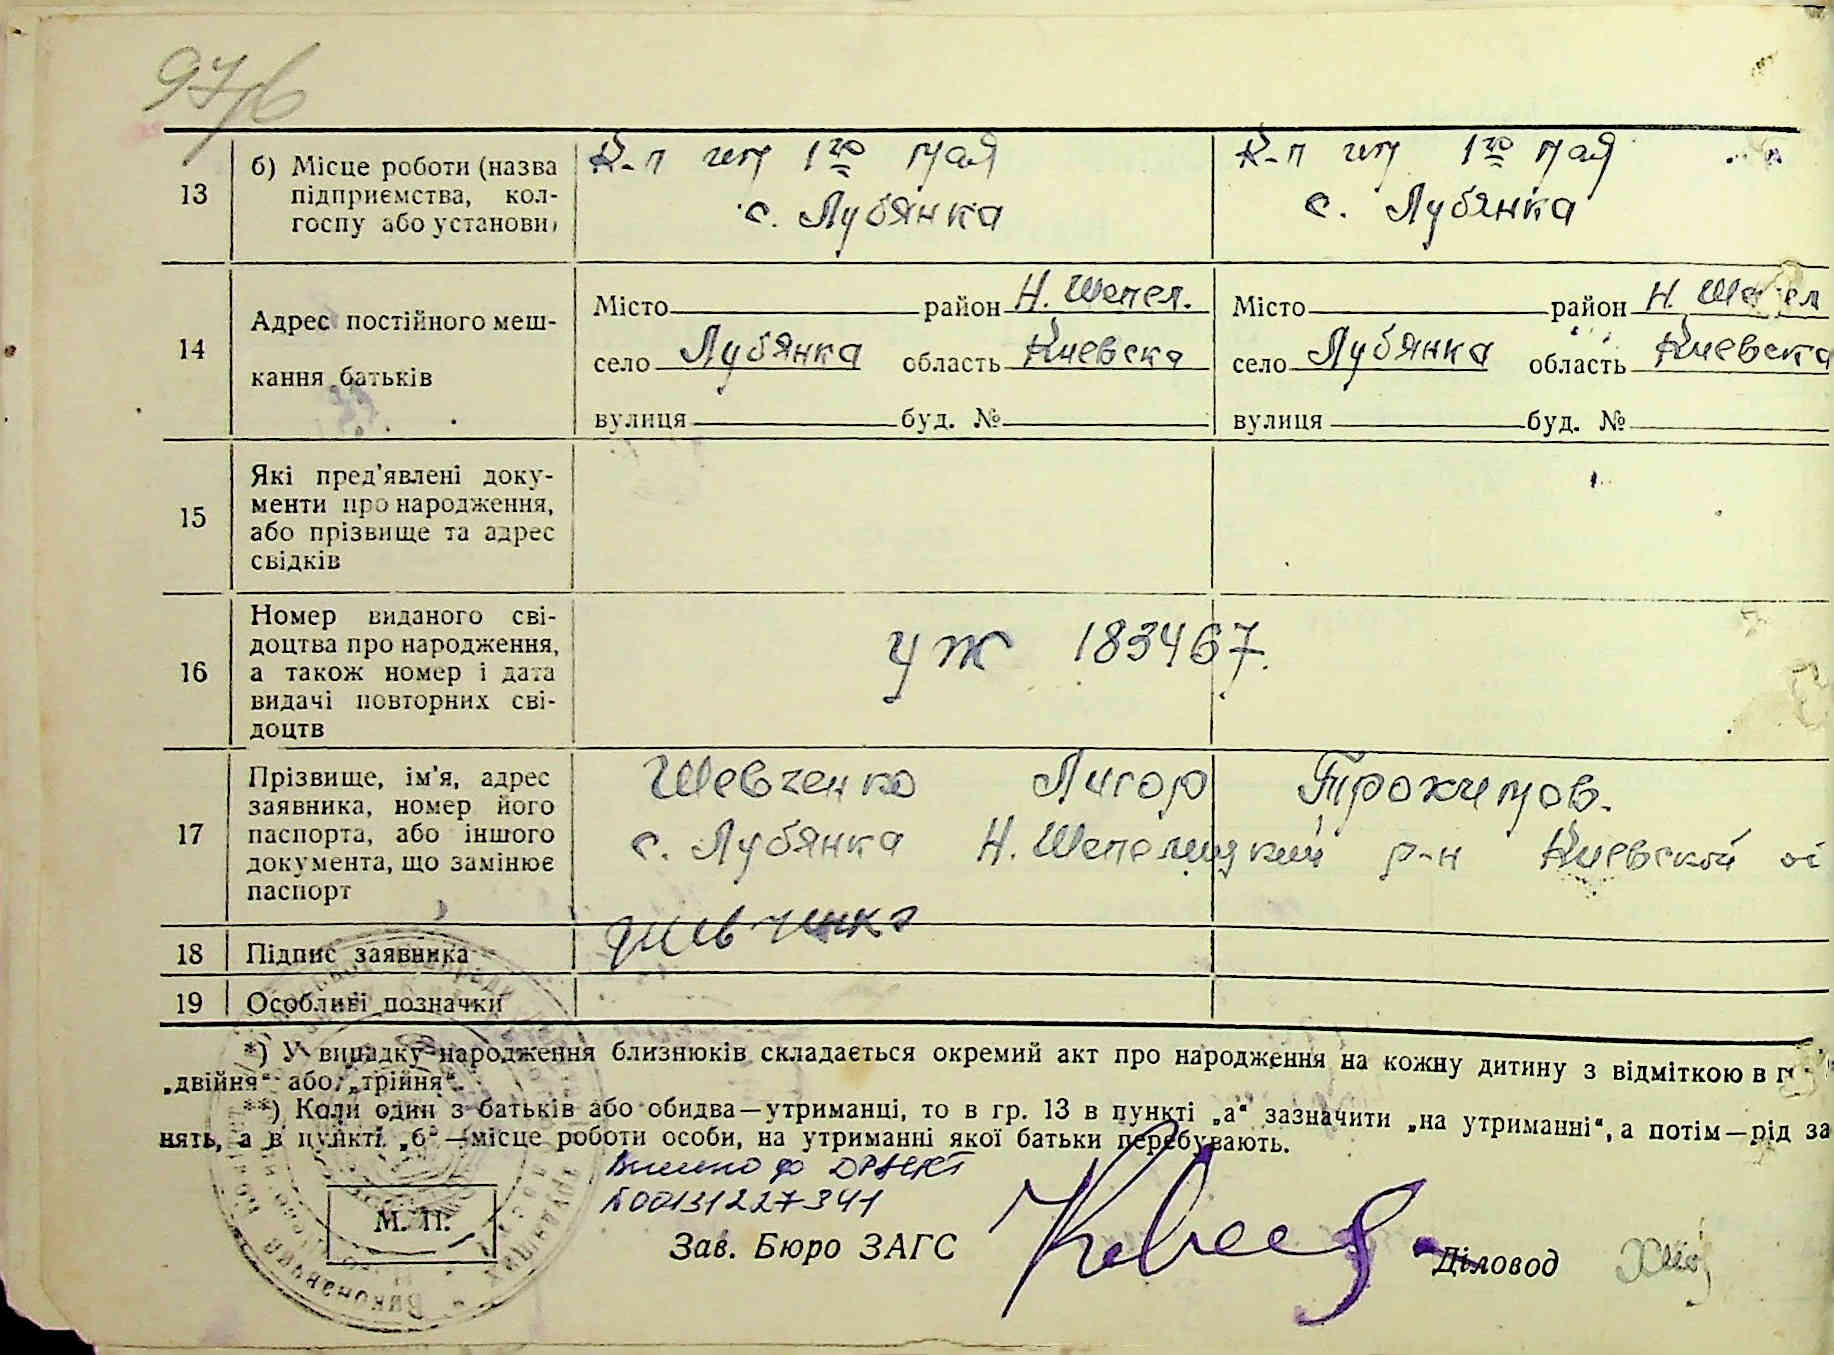 97б
13
б) Місце роботи (назва
підприємства, кол-
госпу або установи)
К-п им 1го мая
с. Лубянка
К-п им 1го мая
с. Лубянка
14
Адрес постійного меш-
кання батьків
Місто район Н. Шепел.
село Лубянка область Киевска
вулиця буд. №
Місто район Н. Шепел
село Лубянка область Киевска
вулиця буд. №
15
Які пред'явлені доку-
менти про народження,
або прізвище та адрес
свідків
16
Номер виданого сві-
доцтва про народження,
а також номер і дата
видачі повторних сві-
доцтв
УЖ 183467.
17
Прізвище, ім'я, адрес
заявника, номер його
паспорта, або іншого
документа, що замінює
паспорт
Шевченко Лигор Трохимов.
с. Лубянка Н. Шепелицкий р-н Киевской
18
Підпис заявника
Шевченко
19
Особливі позначки
*) У випадку народження близнюків складається окремий акт про народження на кожну дитину з відміткою в г
„двійня“ або „трійня“.
**) Коли один з батьків або обидва—утриманці, то в гр. 13 в пункті „а“ зазначити „на утриманні“, а потім—рід за
нять, а в пункті „б“—місце роботи особи, на утриманні якої батьки перебувають.
00131227341
М. П.
Зав. Бюро ЗАГС
Діловод